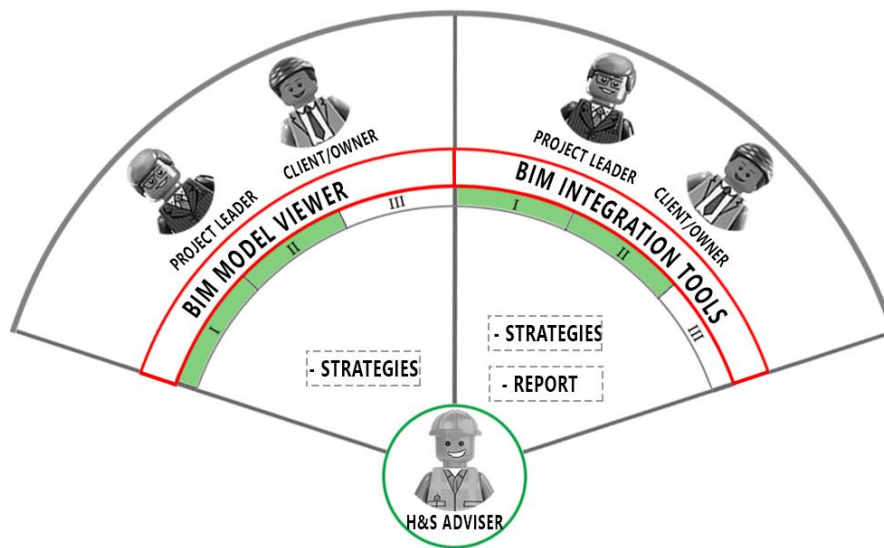 PROJECT LEADER
CLIENT/OWNER
BIM MODEL VIEWER
I
II
III
- STRATEGIES
PROJECT LEADER
CLIENT/OWNER
BIM INTEGRATION TOOLS
I
II
III
- STRATEGIES
- REPORT
H&S ADVISER